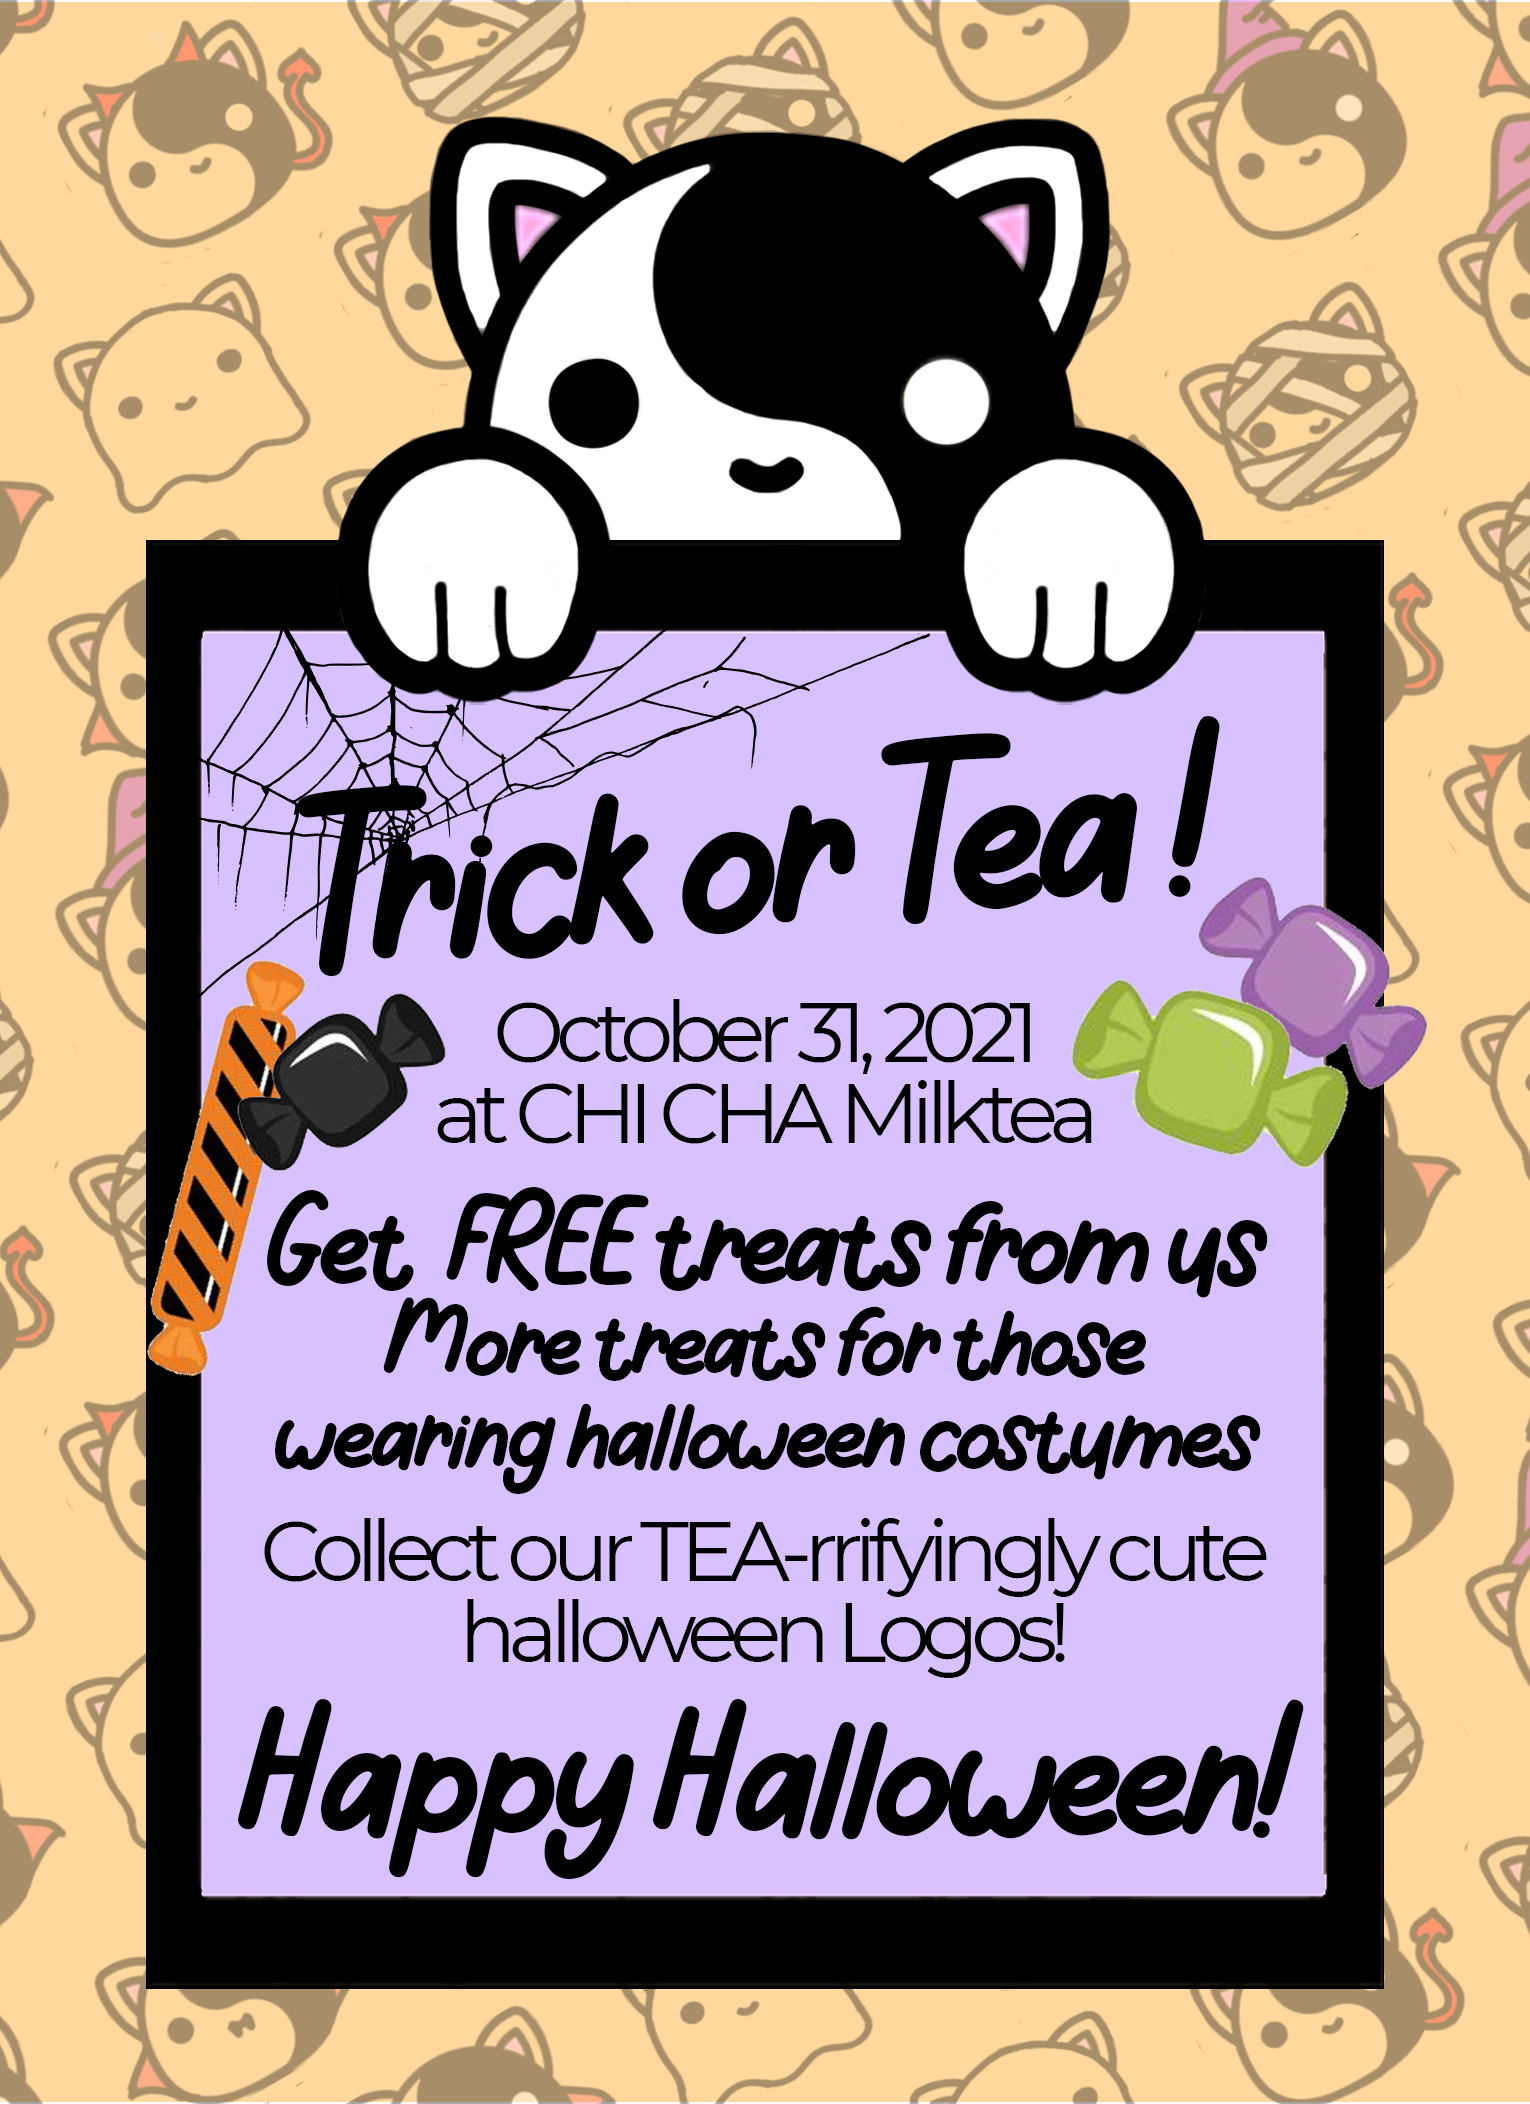 Trick or Tea!
October 31, 2021
at CHI CHA Milktea
Get FREE treats from us
More treats for those
wearing halloween costumes
Collect our TEA-rrifyingly cute
halloween Logos!
Happy Halloween!